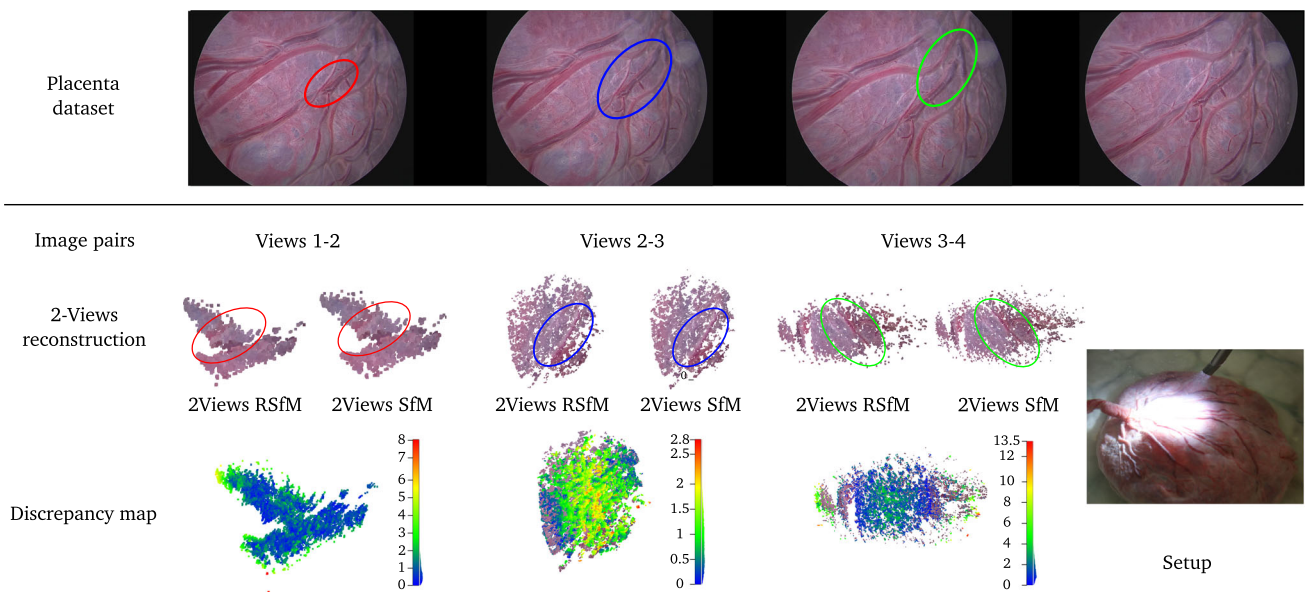 Placenta
dataset
Image pairs
Views 1-2
Views 2-3
Views 3-4
2-Views
reconstruction
0
2Views RSfM
2Views SfM
2Views RSfM
2Views SfM
2Views RSfM
2Views SfM
Discrepancy map
8
7
6
5
4
3
2
1
0
2.8
2.5
2
1.5
1
0.5
0
13.5
12
10
8
6
4
2
0
Setup